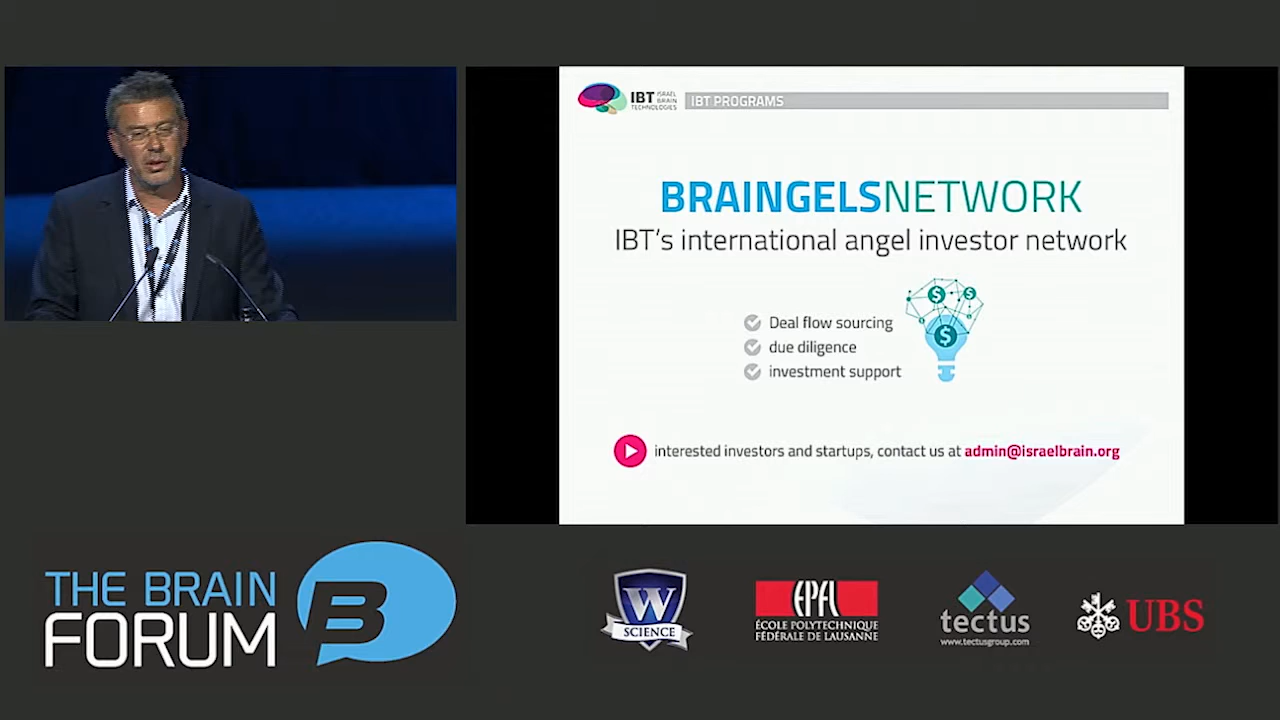 IBT ISRAEL
BRAIN
TECHNOLOGIES
IBT PROGRAMS
BRAINGELSNETWORK
IBT's international angel investor network
Deal flow sourcing
due diligence
investment support
$
$
$
interested investors and startups, contact us at admin@israelbrain.org
THE BRAIN
FORUM
B
W
SCIENCE
EPFL
ÉCOLE POLYTECHNIQUE
FÉDÉRALE DE LAUSANNE
tectus
www.tectusgroup.com
UBS